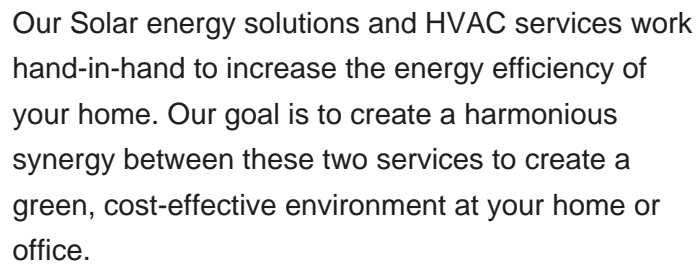 Our Solar energy solutions and HVAC services work
hand-in-hand to increase the energy efficiency of
your home. Our goal is to create a harmonious
synergy between these two services to create a
green, cost-effective environment at your home or
office.